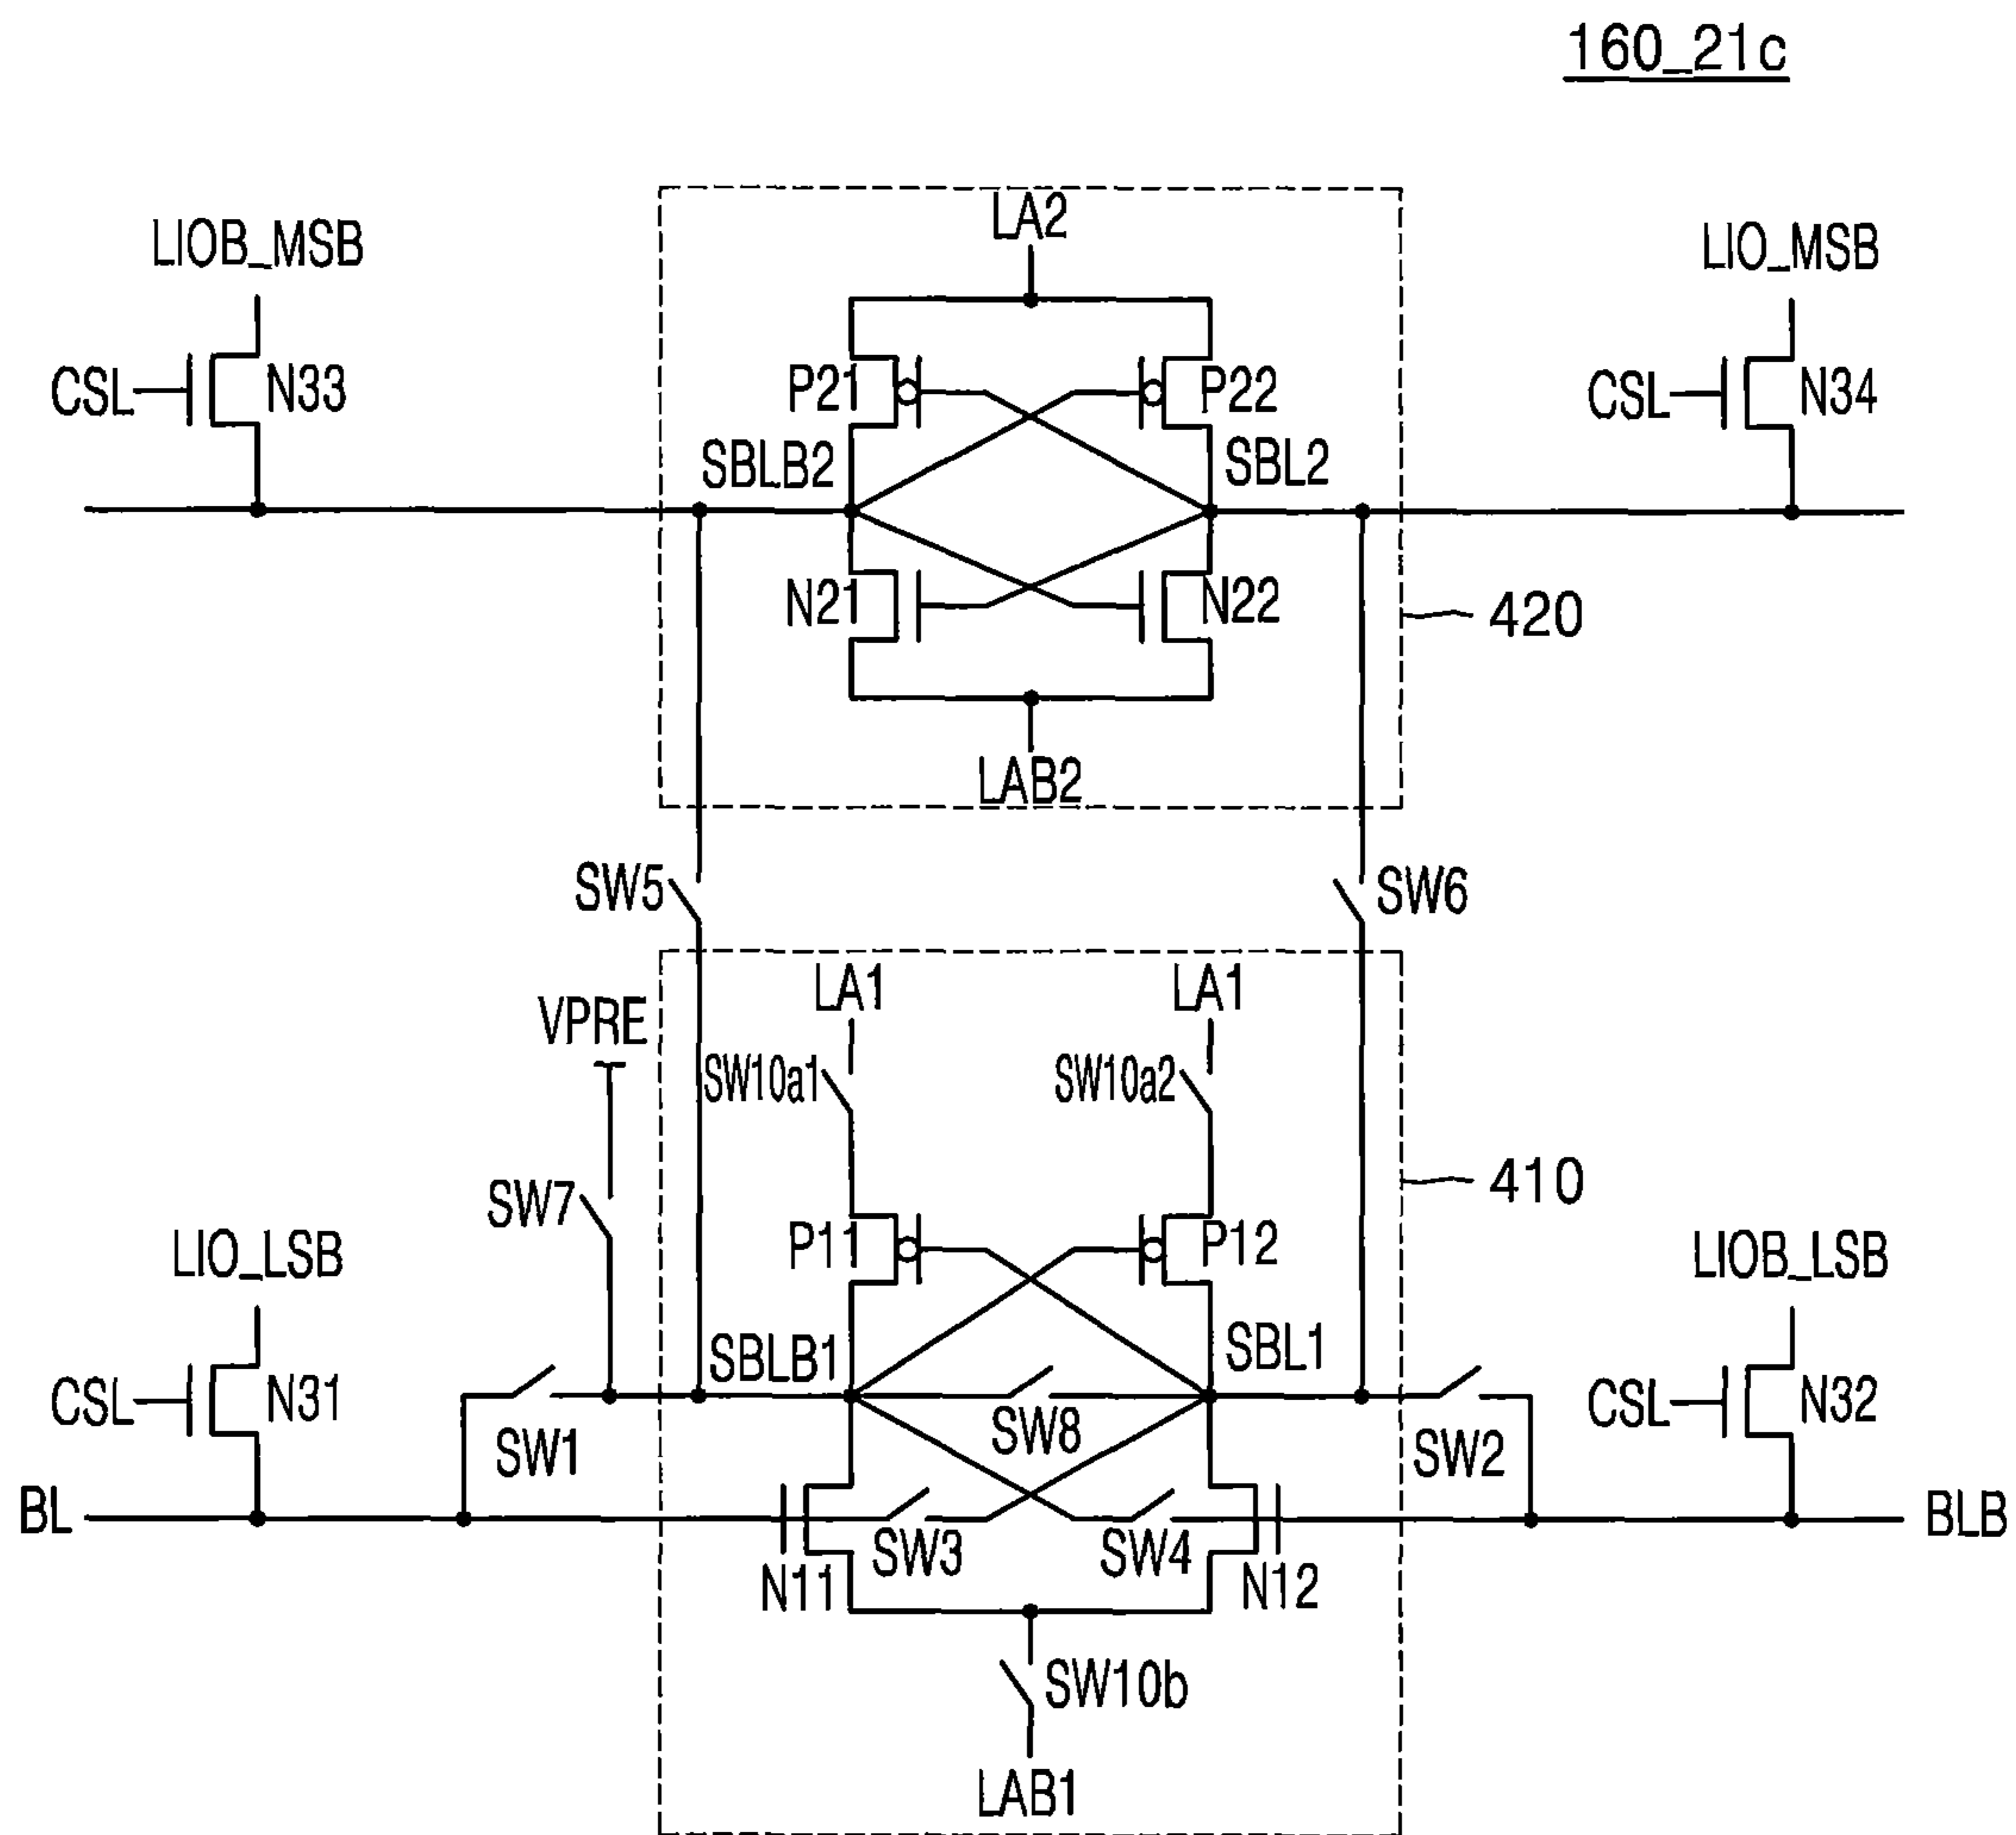 160_21c
LA2
LIOB_MSB
LIO_MSB
CSL
N33
P21
P22
CSL
N34
SBLB2
SBL2
N21
N22
420
LAB2
SW5
SW6
LA1
LA1
VPRE
SW10a1
SW10a2
410
SW7
P11
P12
LIO_LSB
LIOB_LSB
SBLB1
SBL1
CSL
N31
CSL
N32
SW1
SW8
SW2
BL
BLB
SW3
SW4
N11
N12
SW10b
LAB1